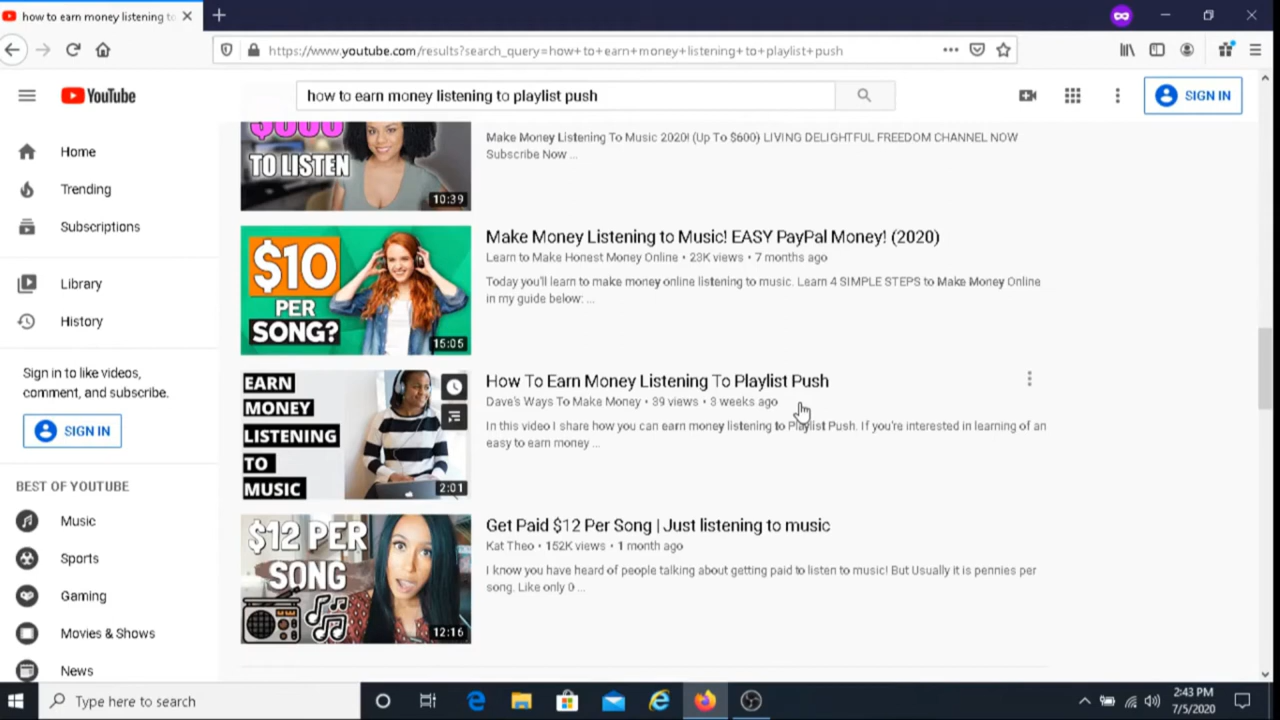 how to earn money listening to
https://www.youtube.com/results?search_query=how+to+earn+money+listening+to+playlist+push
YouTube
how to earn money listening to playlist push
SIGN IN
Home
Trending
Subscriptions
Library
History
Sign in to like videos,
comment, and subscribe.
SIGN IN
BEST OF YOUTUBE
Music
Sports
Gaming
Movies & Shows
News
TO LISTEN
10:39
Make Money Listening To Music 2020! (Up To $600) LIVING DELIGHTFUL FREEDOM CHANNEL NOW
Subscribe Now ...
$10
PER
SONG?
15:05
Make Money Listening to Music! EASY PayPal Money! (2020)
Learn to Make Honest Money Online • 23K views • 7 months ago
Today you'll learn to make money online listening to music. Learn 4 SIMPLE STEPS to Make Money Online
in my guide below: ...
EARN
MONEY
LISTENING
TO
MUSIC
2:01
How To Earn Money Listening To Playlist Push
Dave's Ways To Make Money • 39 views • 3 weeks ago
In this video I share how you can earn money listening to Playlist Push. If you're interested in learning of an
easy to earn money ...
$12 PER
SONG
12:16
Get Paid $12 Per Song | Just listening to music
Kat Theo • 152K views • 1 month ago
I know you have heard of people talking about getting paid to listen to music! But Usually it is pennies per
song. Like only 0 ...
Type here to search
2:43 PM
7/5/2020